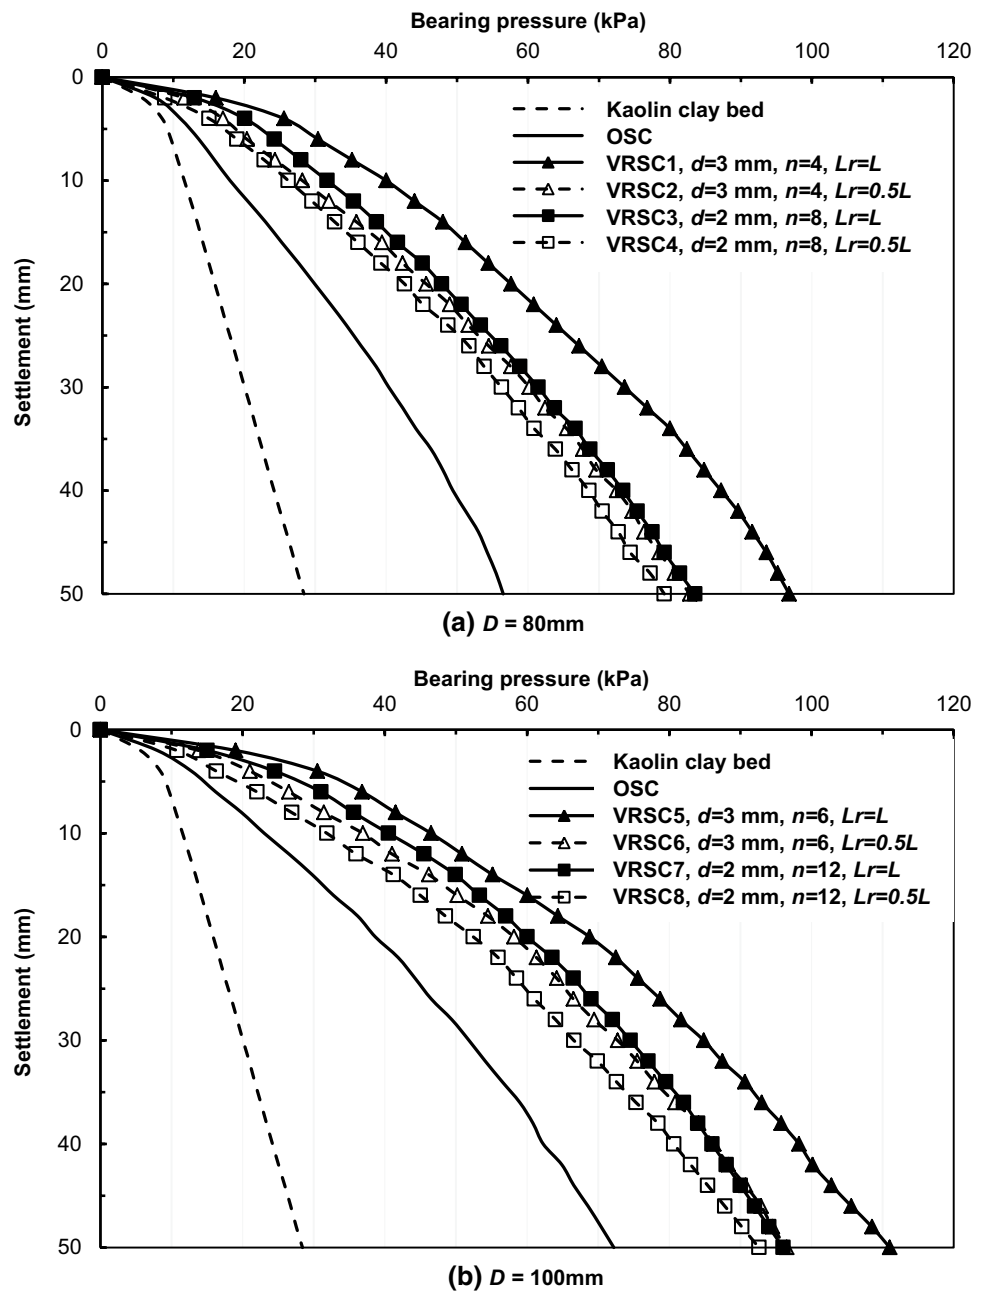 Bearing pressure (kPa)
0 20 40 60 80 100 120
0
10
20
30
40
50
Settlement (mm)
Kaolin clay bed
OSC
VRSC1, d=3 mm, n=4, Lr=L
VRSC2, d=3 mm, n=4, Lr=0.5L
VRSC3, d=2 mm, n=8, Lr=L
VRSC4, d=2 mm, n=8, Lr=0.5L
(a) D = 80mm
Bearing pressure (kPa)
0 20 40 60 80 100 120
0
10
20
30
40
50
Settlement (mm)
Kaolin clay bed
OSC
VRSC5, d=3 mm, n=6, Lr=L
VRSC6, d=3 mm, n=6, Lr=0.5L
VRSC7, d=2 mm, n=12, Lr=L
VRSC8, d=2 mm, n=12, Lr=0.5L
(b) D = 100mm